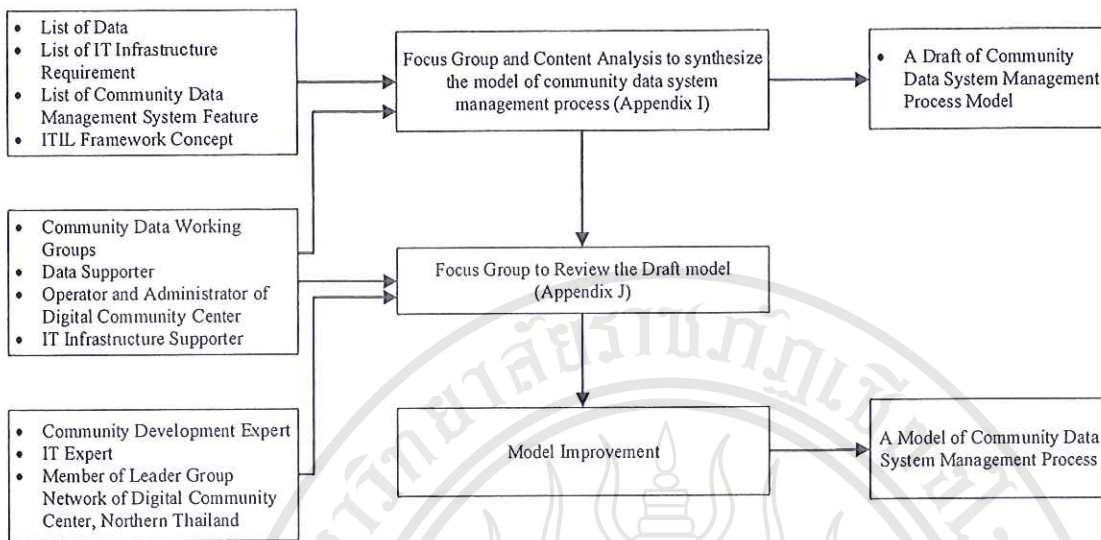 • List of Data
• List of IT Infrastructure
Requirement
• List of Community Data
Management System Feature
• ITIL Framework Concept
Focus Group and Content Analysis to synthesize
the model of community data system
management process (Appendix I)
• A Draft of Community
Data System Management
Process Model
• Community Data Working
Groups
• Data Supporter
• Operator and Administrator of
Digital Community Center
• IT Infrastructure Supporter
Focus Group to Review the Draft model
(Appendix J)
• Community Development Expert
• IT Expert
• Member of Leader Group
Network of Digital Community
Center, Northern Thailand
Model Improvement
A Model of Community Data
System Management Process